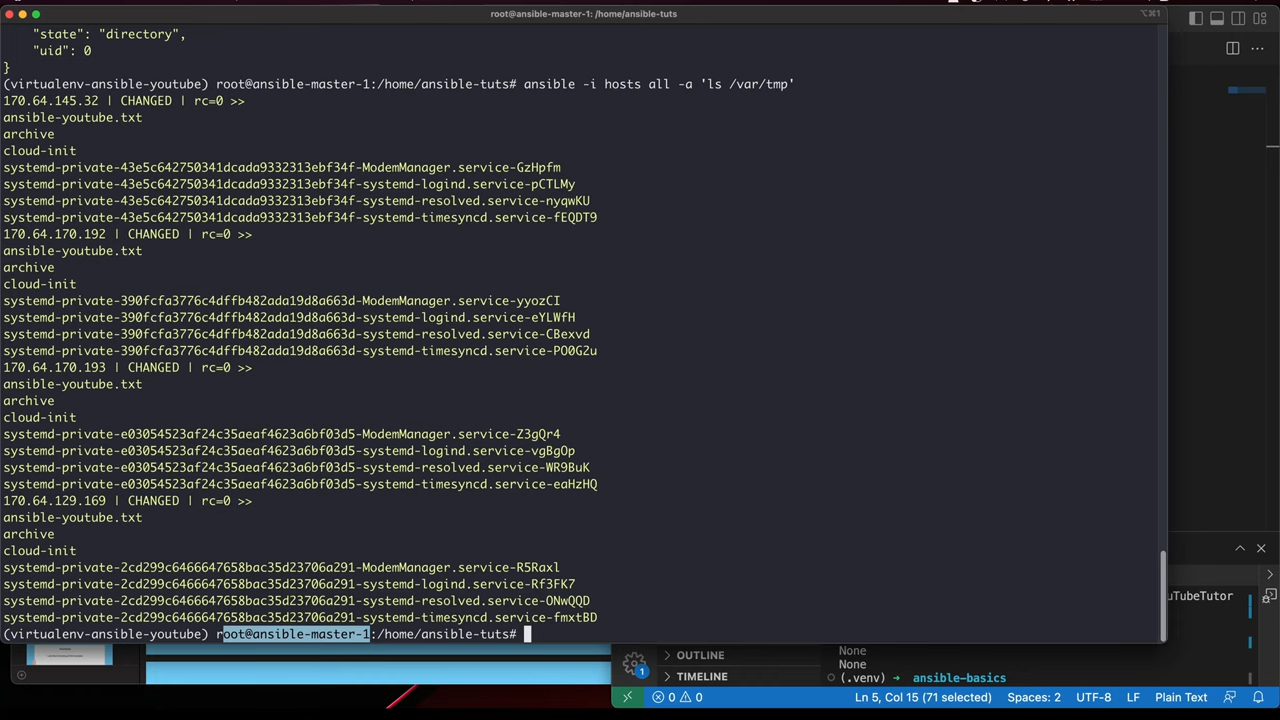 root@ansible-master-1: /home/ansible-tuts
⌥⌘1
"state": "directory",
"uid": 0
}
(virtualenv-ansible-youtube) root@ansible-master-1:/home/ansible-tuts# ansible -i hosts all -a 'ls /var/tmp'
170.64.145.32 | CHANGED | rc=0 >>
ansible-youtube.txt
archive
cloud-init
systemd-private-43e5c642750341dcada9332313ebf34f-ModemManager.service-GzHpfm
systemd-private-43e5c642750341dcada9332313ebf34f-systemd-logind.service-pCTLMy
systemd-private-43e5c642750341dcada9332313ebf34f-systemd-resolved.service-nyqwKU
systemd-private-43e5c642750341dcada9332313ebf34f-systemd-timesyncd.service-fEQDT9
170.64.170.192 | CHANGED | rc=0 >>
ansible-youtube.txt
archive
cloud-init
systemd-private-390fcfa3776c4dffb482ada19d8a663d-ModemManager.service-yyozCI
systemd-private-390fcfa3776c4dffb482ada19d8a663d-systemd-logind.service-eYLWfH
systemd-private-390fcfa3776c4dffb482ada19d8a663d-systemd-resolved.service-CBexvd
systemd-private-390fcfa3776c4dffb482ada19d8a663d-systemd-timesyncd.service-PO0G2u
170.64.170.193 | CHANGED | rc=0 >>
ansible-youtube.txt
archive
cloud-init
systemd-private-e03054523af24c35aeaf4623a6bf03d5-ModemManager.service-Z3gQr4
systemd-private-e03054523af24c35aeaf4623a6bf03d5-systemd-logind.service-vgBgOp
systemd-private-e03054523af24c35aeaf4623a6bf03d5-systemd-resolved.service-WR9BuK
systemd-private-e03054523af24c35aeaf4623a6bf03d5-systemd-timesyncd.service-eaHzHQ
170.64.129.169 | CHANGED | rc=0 >>
ansible-youtube.txt
archive
cloud-init
systemd-private-2cd299c6466647658bac35d23706a291-ModemManager.service-R5Raxl
systemd-private-2cd299c6466647658bac35d23706a291-systemd-logind.service-Rf3FK7
systemd-private-2cd299c6466647658bac35d23706a291-systemd-resolved.service-ONwQQD
systemd-private-2cd299c6466647658bac35d23706a291-systemd-timesyncd.service-fmxtBD
(virtualenv-ansible-youtube) root@ansible-master-1:/home/ansible-tuts#
uTubeTutor
OUTLINE
TIMELINE
1
None
None
(.venv) → ansible-basics
0 0
Ln 5, Col 15 (71 selected)
Spaces: 2
UTF-8
LF
Plain Text